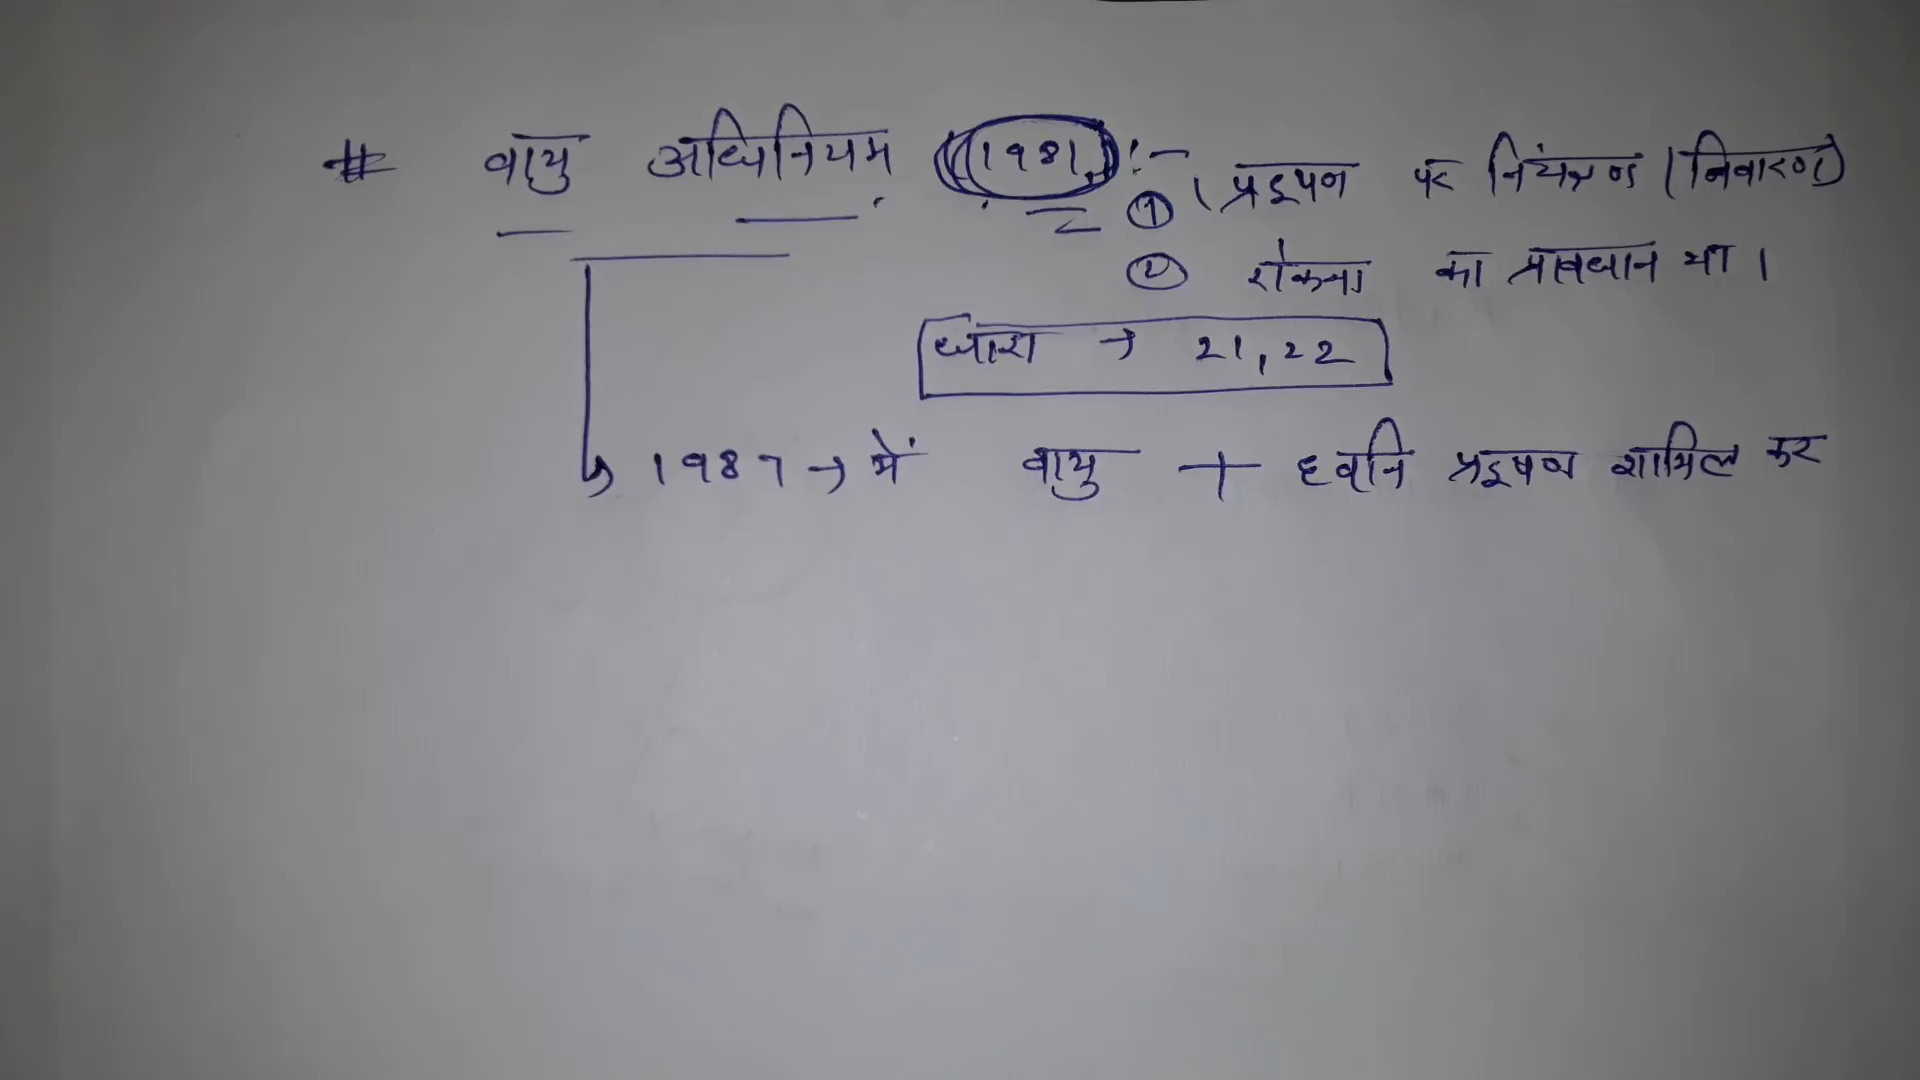 # वायु अधिनियम (1981) :- ① (प्रदूषण पर नियंत्रण (निवारण)
② रोकना का प्रावधान था।
धारा → 21, 22
↳ 1987 → में वायु + ध्वनि प्रदूषण शामिल कर